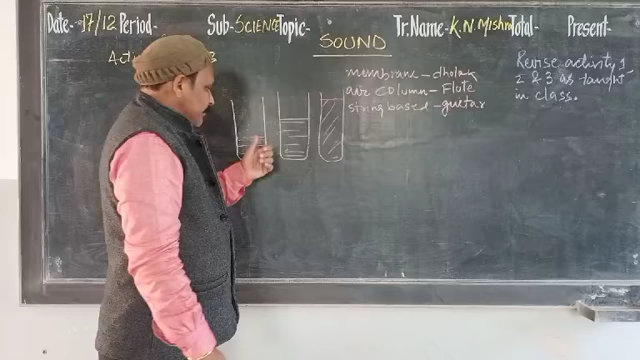 Date- 17/12 Period- Sub-SCIENCE Topic- Tr.Name- K.N.Mishra Total- Present-
SOUND
3
membrane - dholak
air column - Flute
string based - guitar
Revise activity 1
2 & 3 as taught
in class.